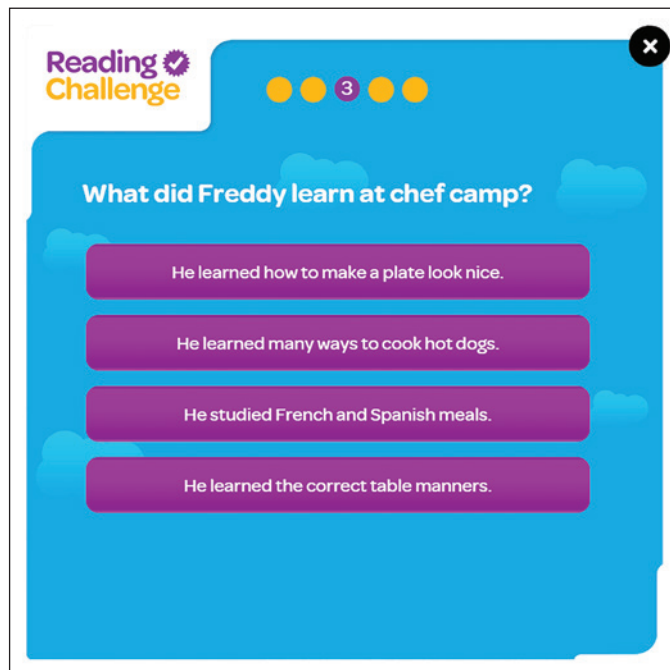 Reading
Challenge
3
What did Freddy learn at chef camp?
He learned how to make a plate look nice.
He learned many ways to cook hot dogs.
He studied French and Spanish meals.
He learned the correct table manners.